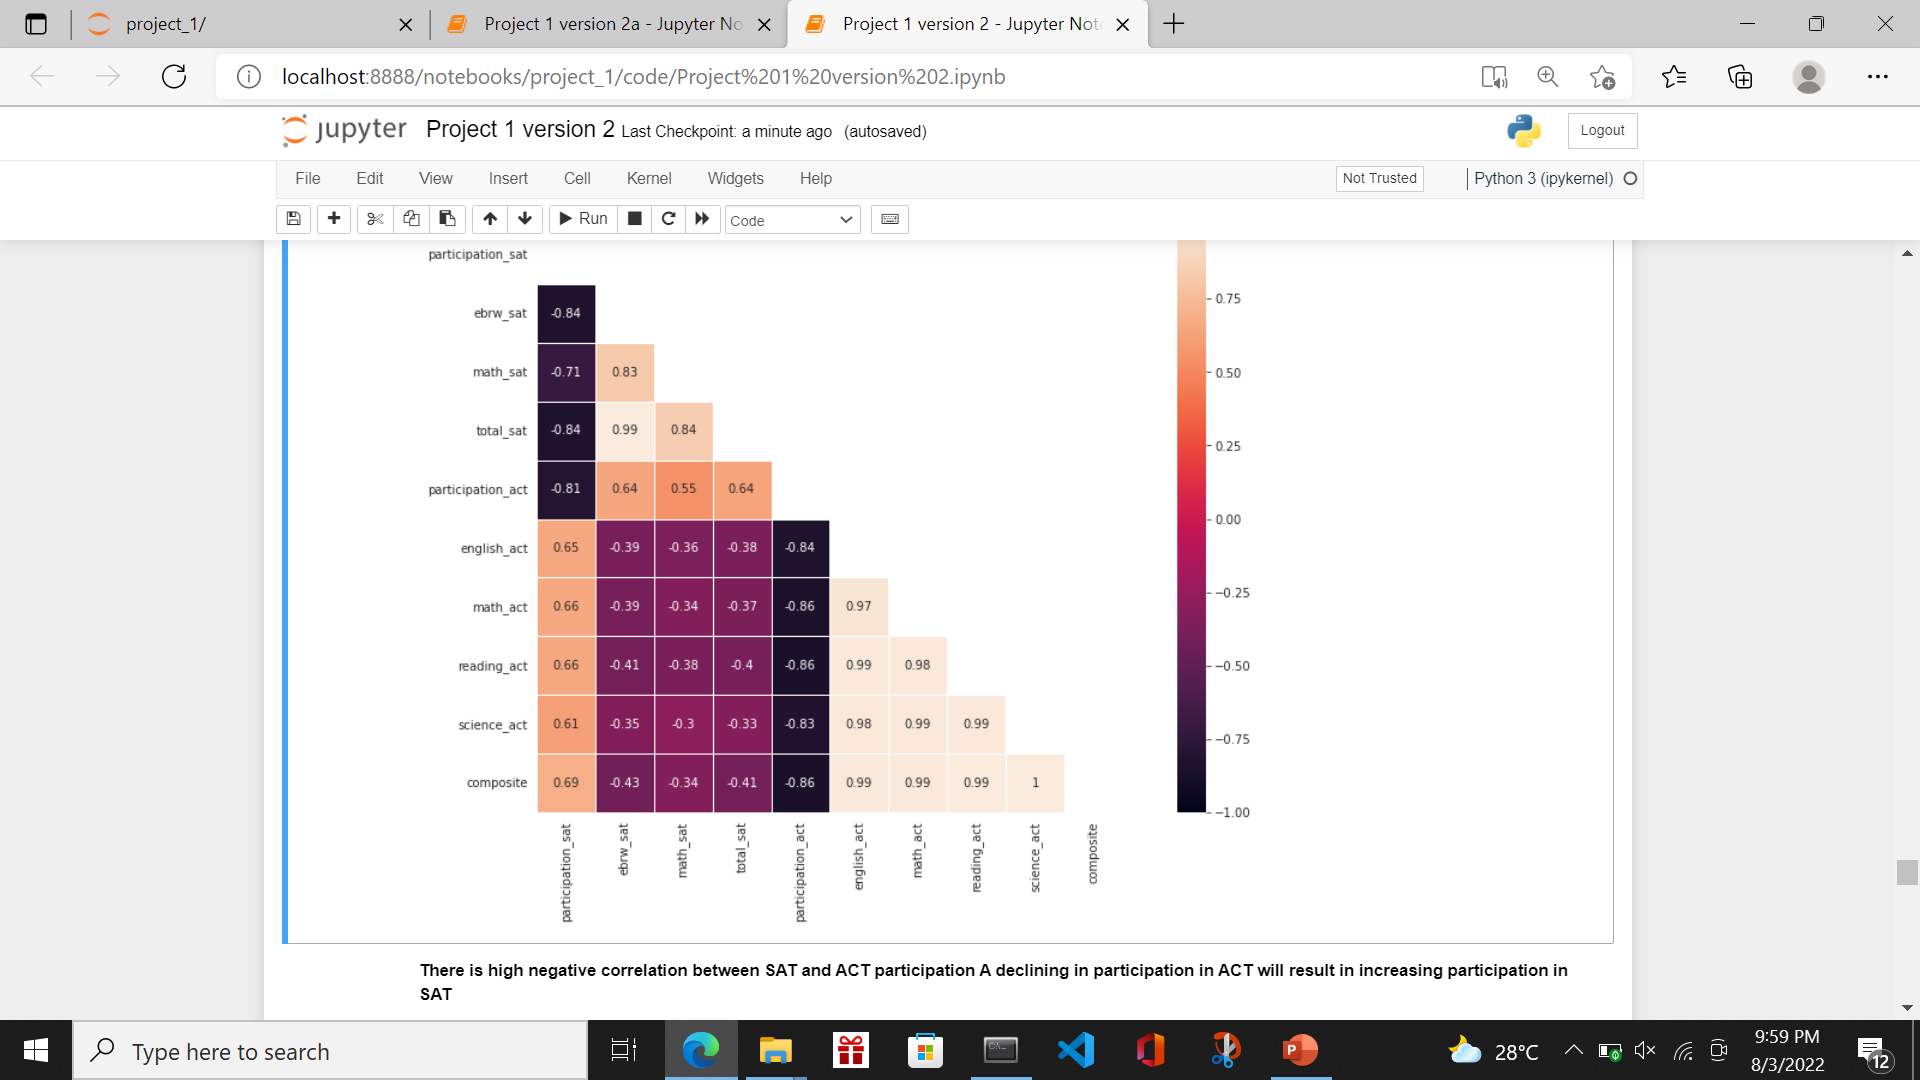 project_1/
Project 1 version 2a - Jupyter No
Project 1 version 2 - Jupyter Not
localhost:8888/notebooks/project_1/code/Project%201%20version%202.ipynb
jupyter Project 1 version 2 Last Checkpoint: a minute ago (autosaved)
Logout
File Edit View Insert Cell Kernel Widgets Help
Not Trusted
Python 3 (ipykernel)
Run
Code
participation_sat
ebrw_sat -0.84
math_sat -0.71 0.83
total_sat -0.84 0.99 0.84
participation_act -0.81 0.64 0.55 0.64
english_act 0.65 -0.39 -0.36 -0.38 -0.84
math_act 0.66 -0.39 -0.34 -0.37 -0.86 0.97
reading_act 0.66 -0.41 -0.38 -0.4 -0.86 0.99 0.98
science_act 0.61 -0.35 -0.3 -0.33 -0.83 0.98 0.99 0.99
composite 0.69 -0.43 -0.34 -0.41 -0.86 0.99 0.99 0.99 1
participation_sat
ebrw_sat
math_sat
total_sat
participation_act
english_act
math_act
reading_act
science_act
composite
0.75
0.50
0.25
0.00
−0.25
−0.50
−0.75
−1.00
There is high negative correlation between SAT and ACT participation A declining in participation in ACT will result in increasing participation in
SAT
Type here to search
28°C
9:59 PM
8/3/2022
12